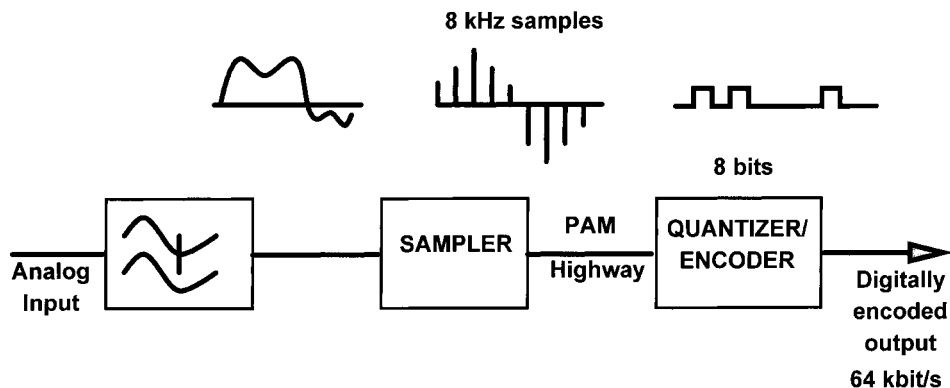 8 kHz samples
8 bits
Analog
Input
SAMPLER
PAM
Highway
QUANTIZER/
ENCODER
Digitally
encoded
output
64 kbit/s